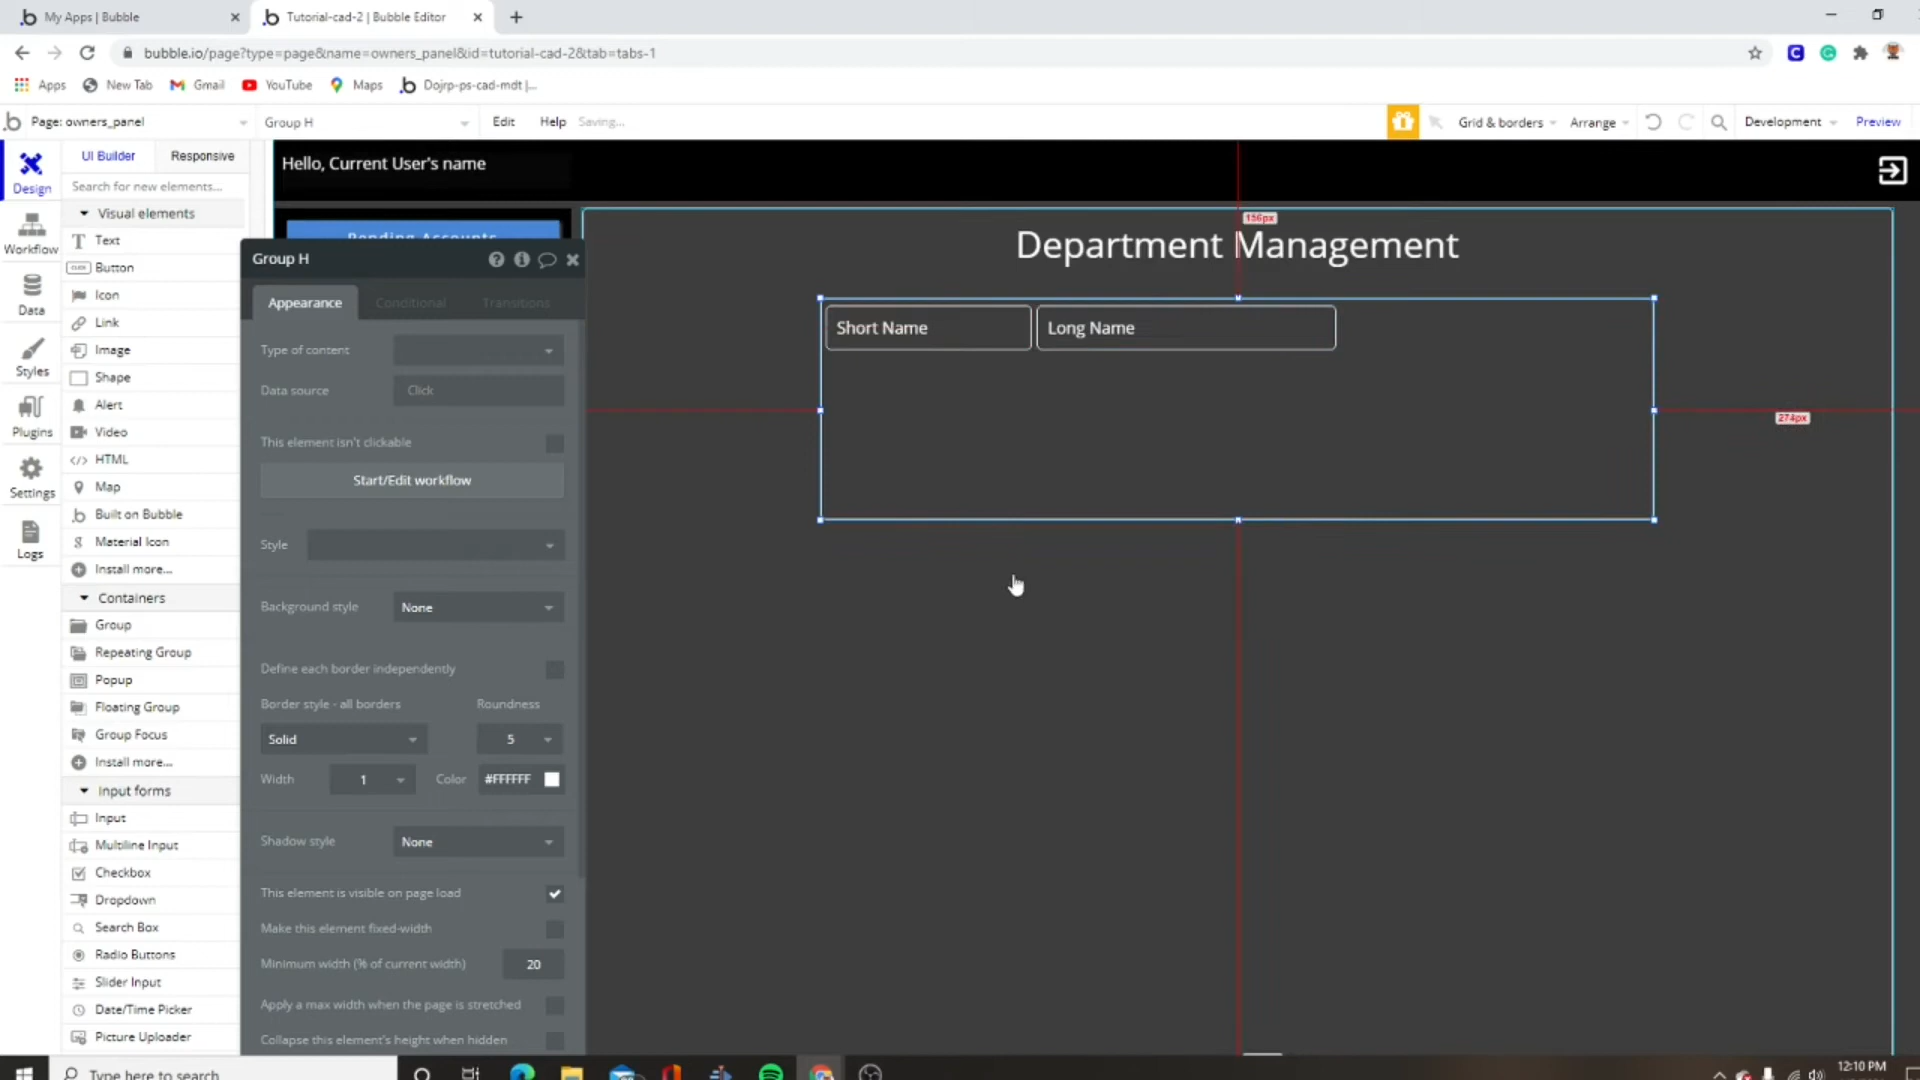 My Apps | Bubble
Tutorial-cad-2 | Bubble Editor
bubble.io/page?type=page&name=owners_panel&id=tutorial-cad-2&tab=tabs-1
Apps
New Tab
Gmail
YouTube
Maps
Dojrp-ps-cad-mdt |...
Page: owners_panel
Group H
Edit
Help
Saving...
Grid & borders
Arrange
Development
Preview
Design
Workflow
Data
Styles
Plugins
Settings
Logs
UI Builder
Responsive
Search for new elements...
Visual elements
Text
Button
Icon
Link
Image
Shape
Alert
Video
HTML
Map
Built on Bubble
Material Icon
Install more...
Containers
Group
Repeating Group
Popup
Floating Group
Group Focus
Install more...
Input forms
Input
Multiline Input
Checkbox
Dropdown
Search Box
Radio Buttons
Slider Input
Date/Time Picker
Picture Uploader
Hello, Current User's name
Pending Accounts
Group H
Appearance
Conditional
Transitions
Type of content
Data source
Click
This element isn't clickable
Start/Edit workflow
Style
Background style
None
Define each border independently
Border style - all borders
Roundness
Solid
5
Width
1
Color
#FFFFFF
Shadow style
None
This element is visible on page load
Make this element fixed-width
Minimum width (% of current width)
20
Apply a max width when the page is stretched
Collapse this element's height when hidden
156px
Department Management
Short Name
Long Name
274px
Type here to search
12:10 PM